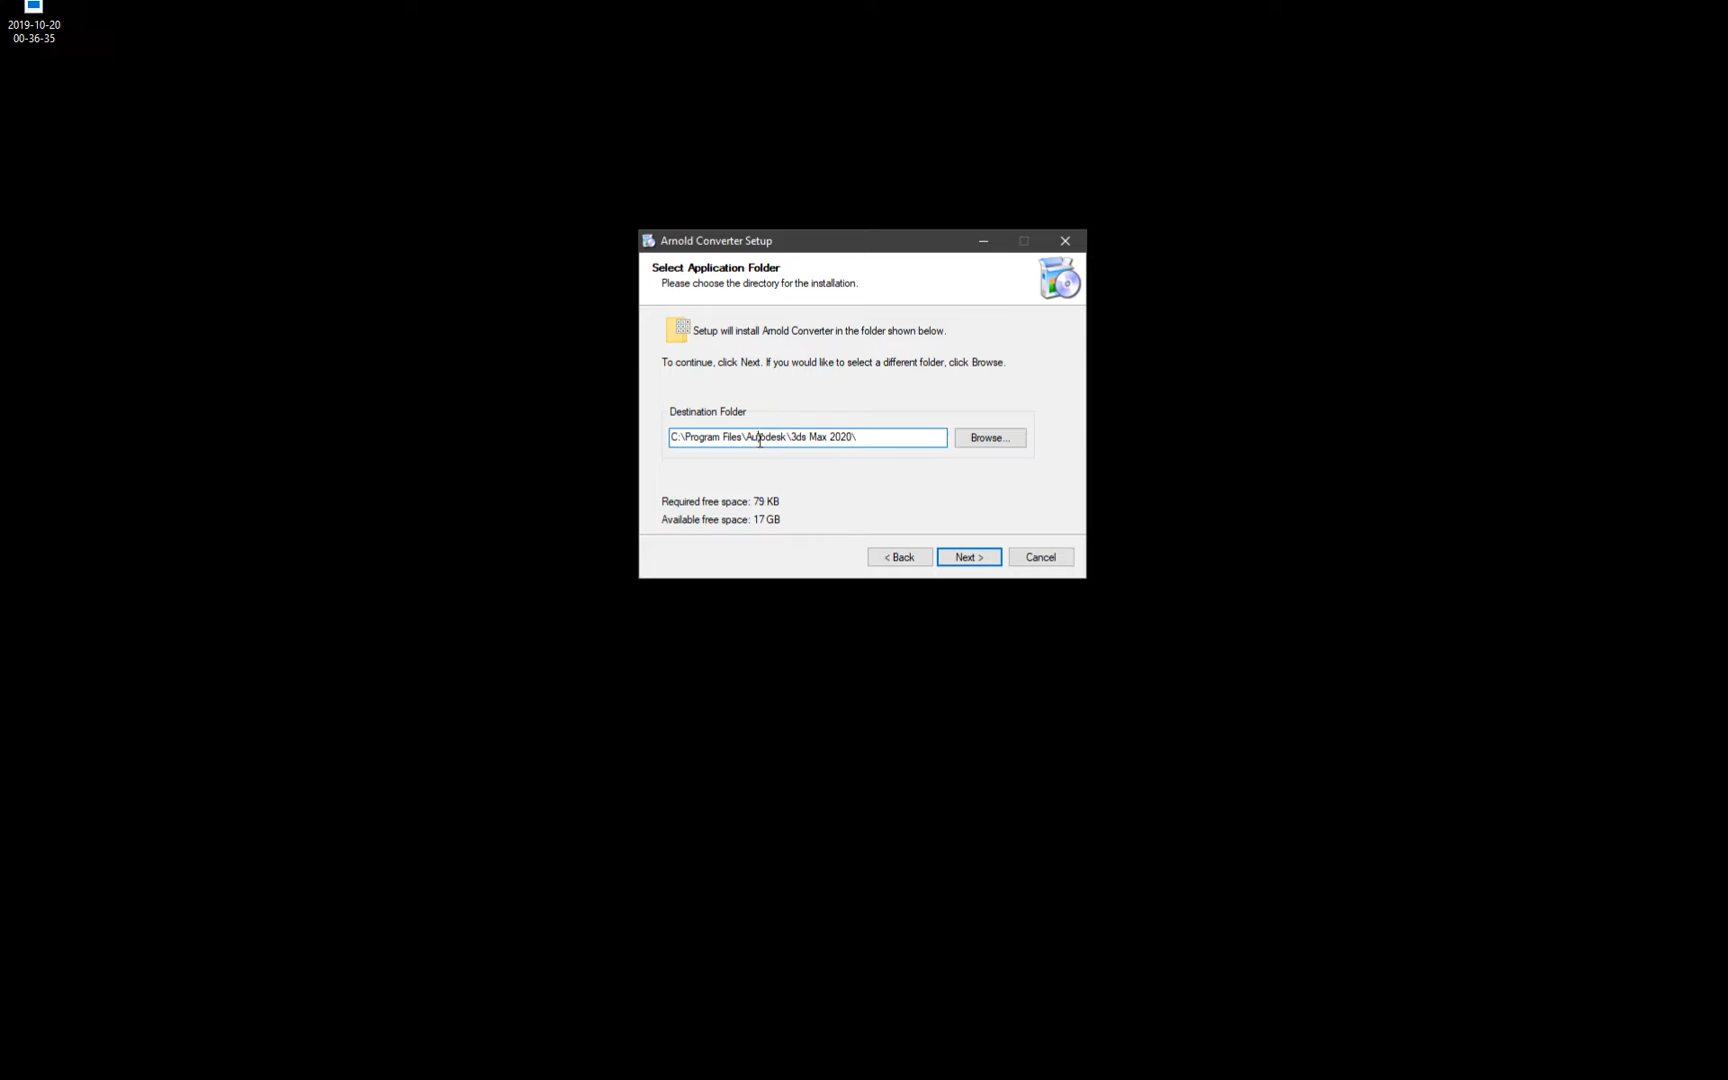 2019-10-20
00-36-35
Arnold Converter Setup
Select Application Folder
Please choose the directory for the installation.
Setup will install Arnold Converter in the folder shown below.
To continue, click Next. If you would like to select a different folder, click Browse.
Destination Folder
C:\Program Files\Autodesk\3ds Max 2020\
Browse...
Required free space: 79 KB
Available free space: 17 GB
< Back
Next >
Cancel